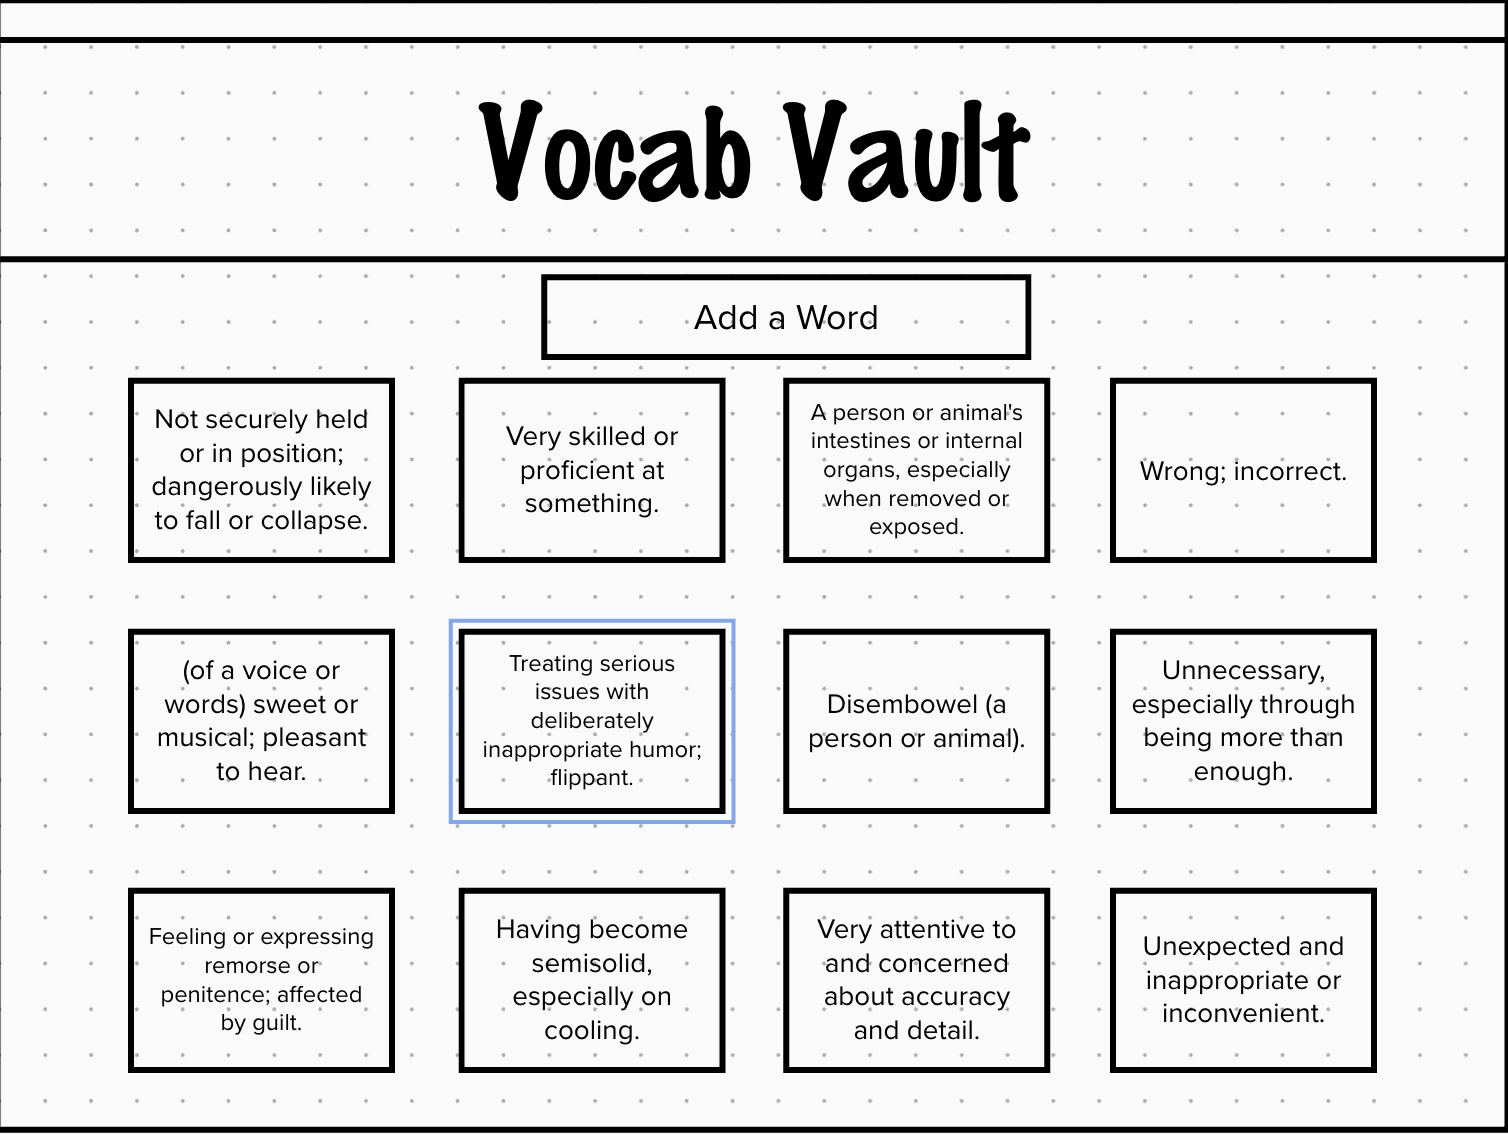 Vocab Vault
Add a Word
Not securely held
or in position;
dangerously likely
to fall or collapse.
Very skilled or
proficient at
something.
A person or animal's
intestines or internal
organs, especially
when removed or
exposed.
Wrong; incorrect.
(of a voice or
words) sweet or
musical; pleasant
to hear.
Treating serious
issues with
deliberately
inappropriate humor;
flippant.
Disembowel (a
person or animal).
Unnecessary,
especially through
being more than
enough.
Feeling or expressing
remorse or
penitence; affected
by guilt.
Having become
semisolid,
especially on
cooling.
Very attentive to
and concerned
about accuracy
and detail.
Unexpected and
inappropriate or
inconvenient.